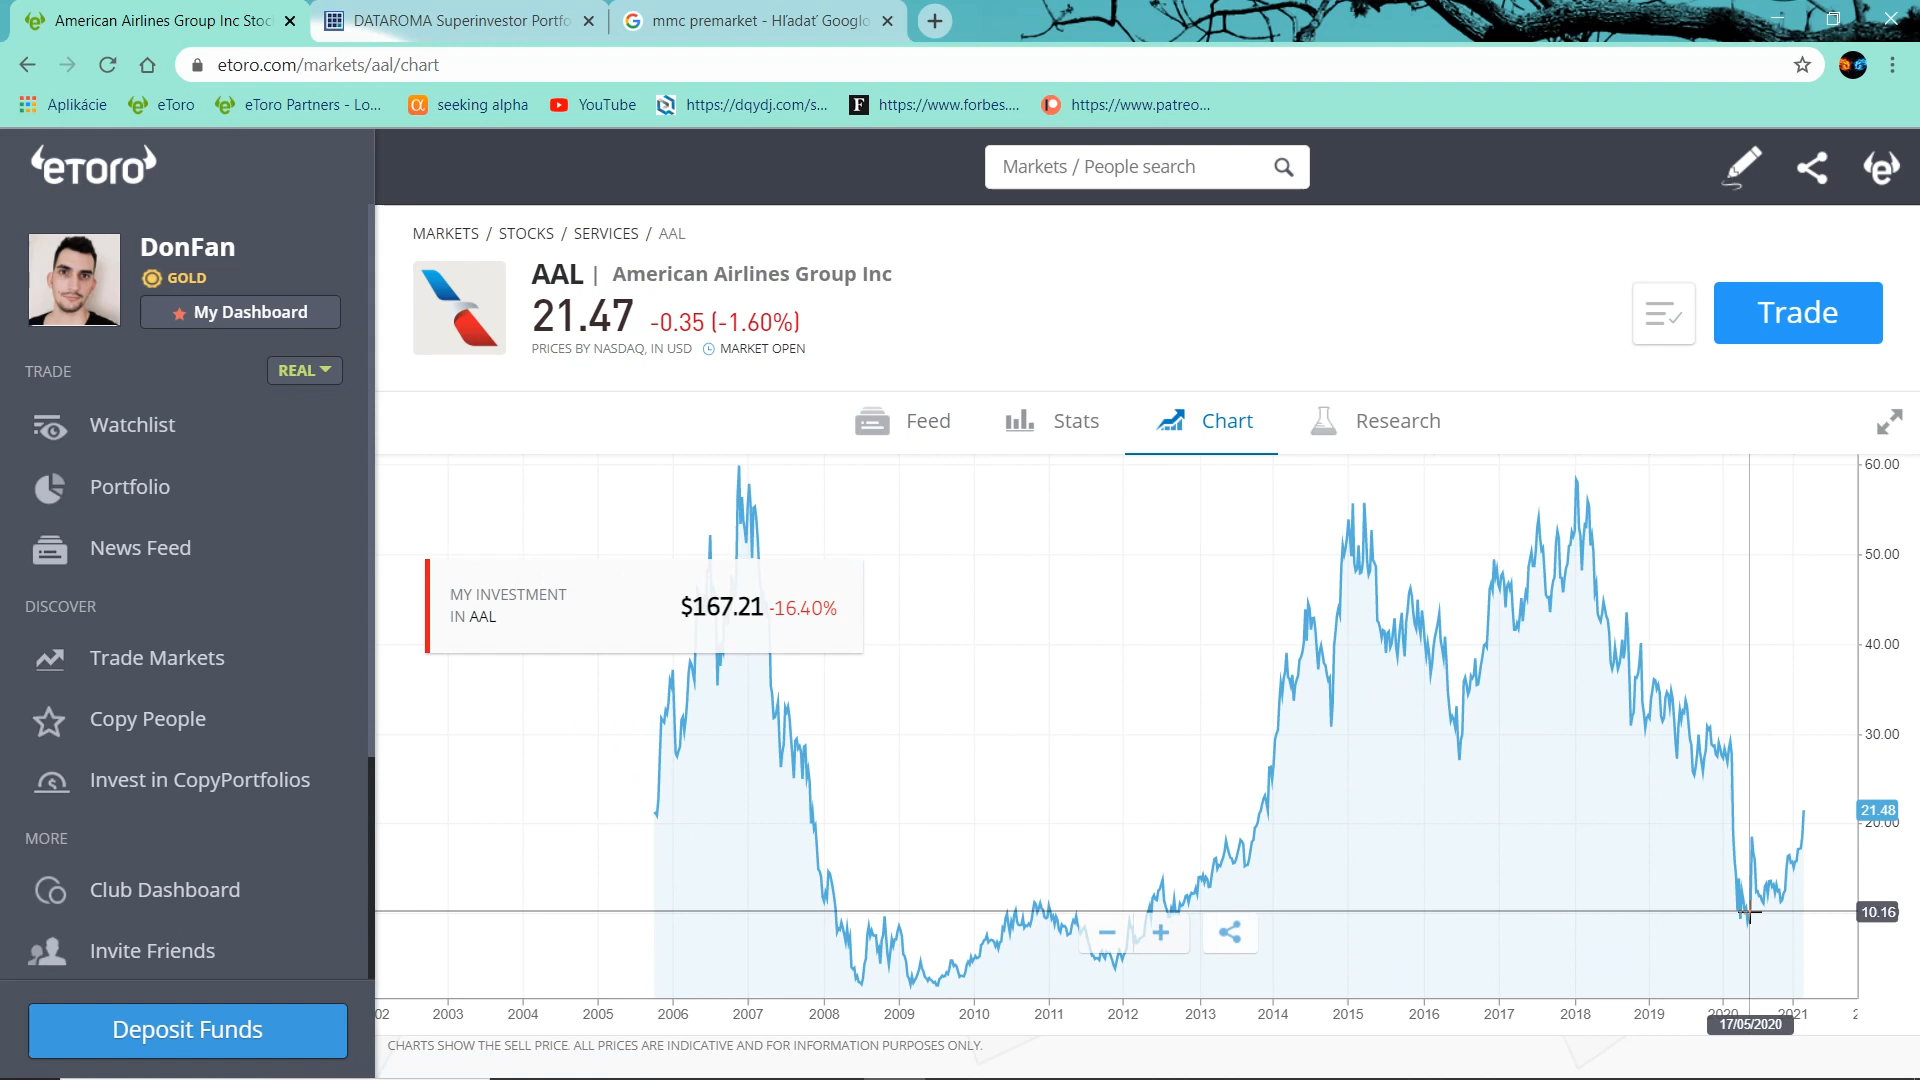 American Airlines Group Inc Stoc
DATAROMA Superinvestor Portfo
mmc premarket - Hľadať Googlo
etoro.com/markets/aal/chart
Aplikácie
eToro
eToro Partners - Lo...
seeking alpha
YouTube
https://dqydj.com/s...
https://www.forbes....
https://www.patreo...
eTORO
Markets / People search
DonFan
GOLD
My Dashboard
TRADE
REAL
Watchlist
Portfolio
News Feed
DISCOVER
Trade Markets
Copy People
Invest in CopyPortfolios
MORE
Club Dashboard
Invite Friends
Deposit Funds
MARKETS / STOCKS / SERVICES / AAL
AAL | American Airlines Group Inc
21.47 -0.35 (-1.60%)
PRICES BY NASDAQ, IN USD MARKET OPEN
Trade
Feed
Stats
Chart
Research
MY INVESTMENT
IN AAL
$167.21 -16.40%
60.00
50.00
40.00
30.00
21.48
20.00
10.16
02 2003 2004 2005 2006 2007 2008 2009 2010 2011 2012 2013 2014 2015 2016 2017 2018 2019 2020 2021 2
17/05/2020
CHARTS SHOW THE SELL PRICE. ALL PRICES ARE INDICATIVE AND FOR INFORMATION PURPOSES ONLY.